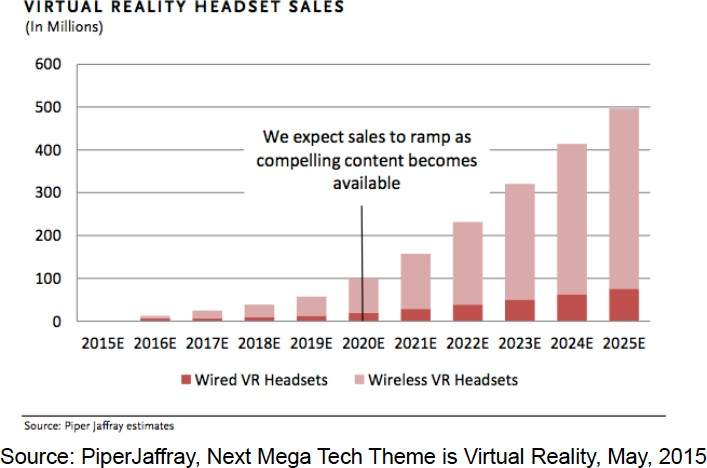 VIRTUAL REALITY HEADSET SALES
(In Millions)
600
500
400
300
200
100
0
We expect sales to ramp as
compelling content becomes
available
2015E 2016E 2017E 2018E 2019E 2020E 2021E 2022E 2023E 2024E 2025E
Wired VR Headsets Wireless VR Headsets
Source: Piper Jaffray estimates
Source: PiperJaffray, Next Mega Tech Theme is Virtual Reality, May, 2015